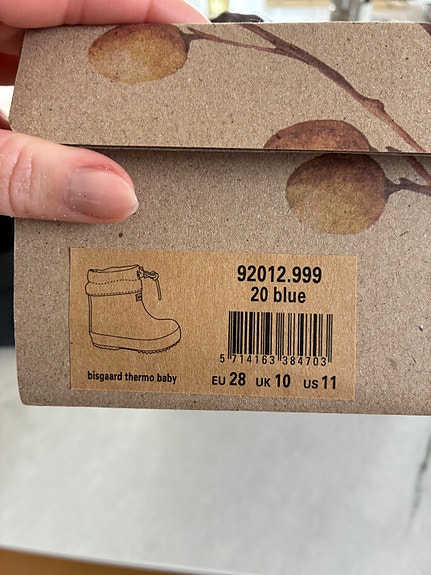 92012.999
20 blue
5 714163 384703
bisgaard thermo baby
EU 28 UK 10 US 11